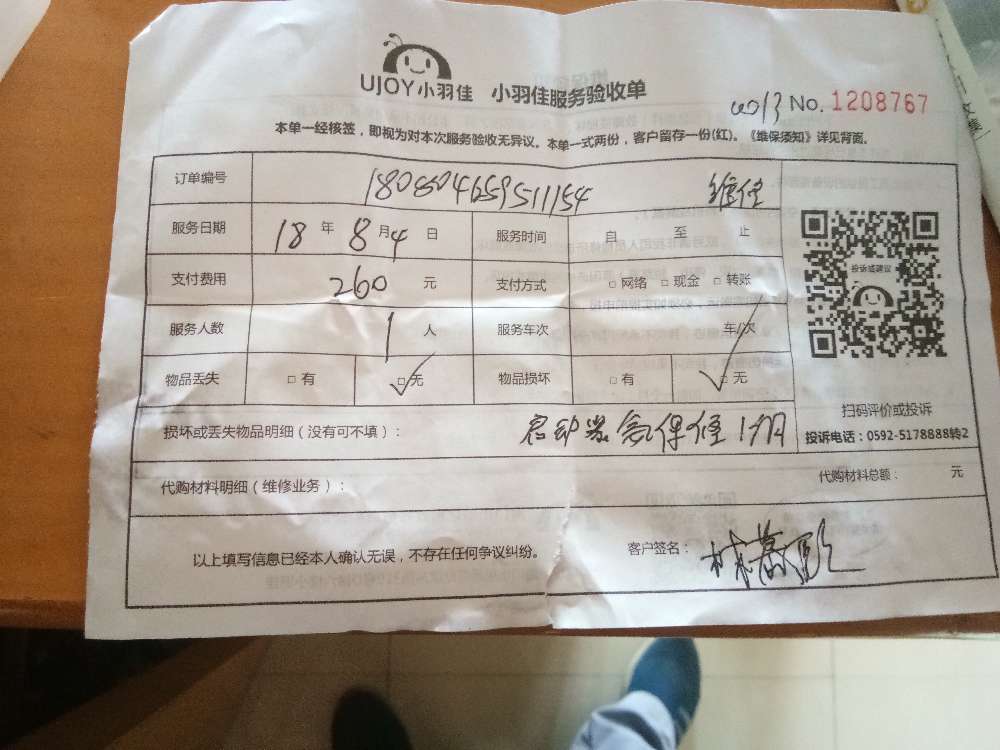 UJOY小羽佳 小羽佳服务验收单
No. 1208767
本单一经核签，即视为对本次服务验收无异议。本单一式两份，客户留存一份(红)。《维保须知》详见背面。
订单编号
服务日期 18 年 8 月 4 日 服务时间 自 至 止
投诉或建议
支付费用 260 元 支付方式 □ 网络 □ 现金 □ 转账
服务人数 1 人 服务车次 车/次
物品丢失 □ 有 □ 无 物品损坏 □ 有 □ 无
扫码评价或投诉
投诉电话：0592-5178888转2
损坏或丢失物品明细（没有可不填）： 保修 1个月
代购材料明细（维修业务）： 代购材料总额： 元
以上填写信息已经本人确认无误，不存在任何争议纠纷。 客户签名：